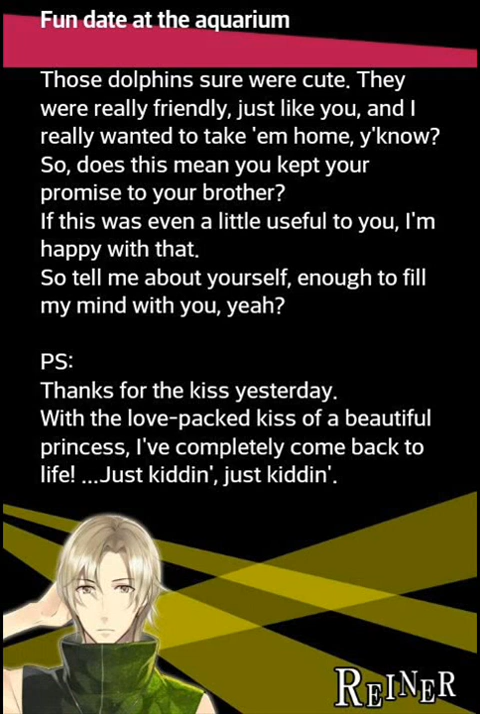 Fun date at the aquarium
Those dolphins sure were cute. They
were really friendly, just like you, and I
really wanted to take 'em home, y'know?
So, does this mean you kept your
promise to your brother?
If this was even a little useful to you, I'm
happy with that.
So tell me about yourself, enough to fill
my mind with you, yeah?
PS:
Thanks for the kiss yesterday.
With the love-packed kiss of a beautiful
princess, I've completely come back to
life! ...Just kiddin', just kiddin'.
REINER